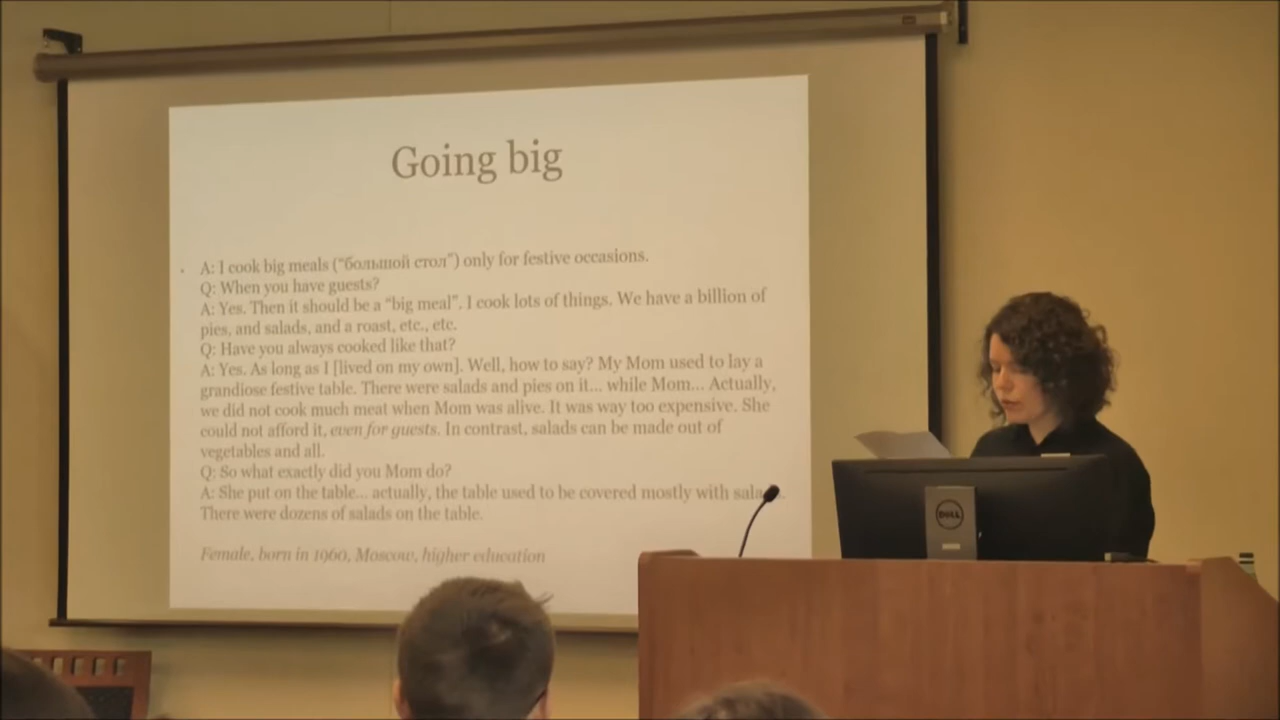 Going big
A: I cook big meals ("большой стол") only for festive occasions.
Q: When you have guests?
A: Yes. Then it should be a "big meal". I cook lots of things. We have a billion of
pies, and salads, and a roast, etc., etc.
Q: Have you always cooked like that?
A: Yes. As long as I [lived on my own]. Well, how to say? My Mom used to lay a
grandiose festive table. There were salads and pies on it... while Mom... Actually,
we did not cook much meat when Mom was alive. It was way too expensive. She
could not afford it, even for guests. In contrast, salads can be made out of
vegetables and all.
Q: So what exactly did you Mom do?
A: She put on the table... actually, the table used to be covered mostly with
There were dozens of salads on the table.
Female, born in 1960, Moscow, higher education
DELL